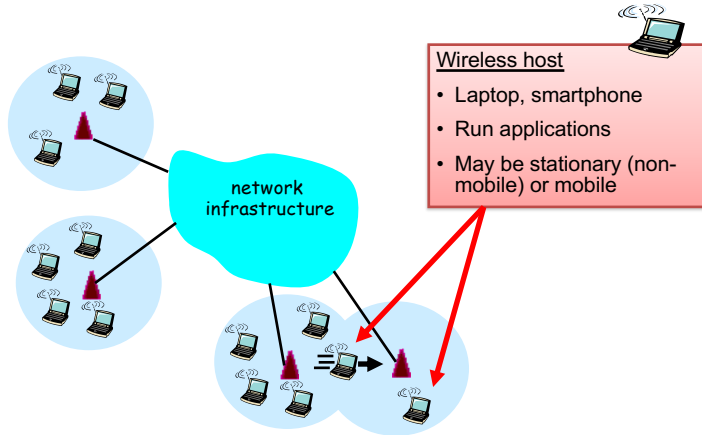 Wireless host
• Laptop, smartphone
• Run applications
• May be stationary (non-
mobile) or mobile
network
infrastructure